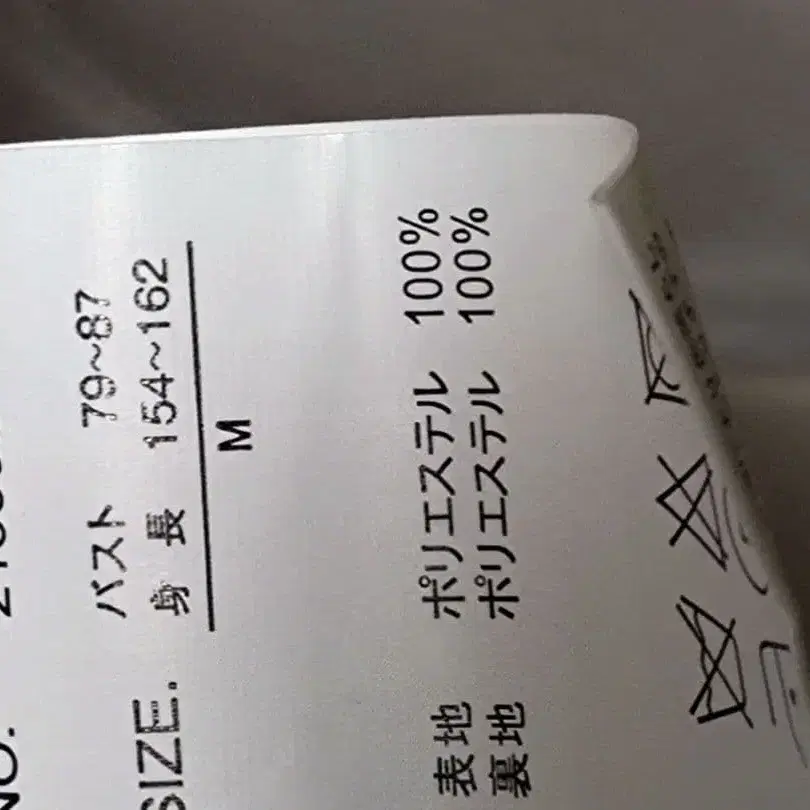 NO.
SIZE. バスト 79~87
身長 154~162
M
表地 ポリエステル 100%
裏地 ポリエステル 100%